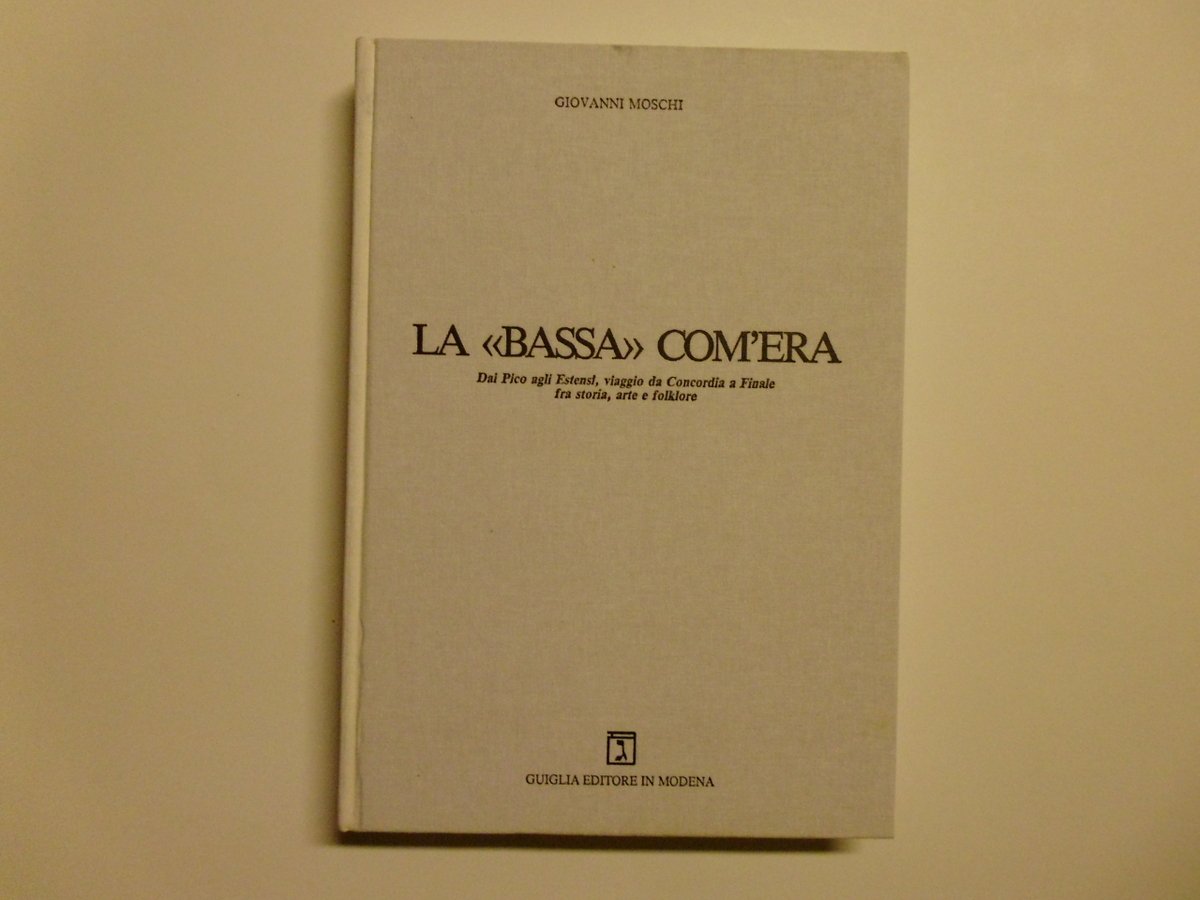 GIOVANNI MOSCHI
LA «BASSA» COM'ERA
Dai Pico agli Estensi, viaggio da Concordia a Finale
fra storia, arte e folklore
GUIGLIA EDITORE IN MODENA